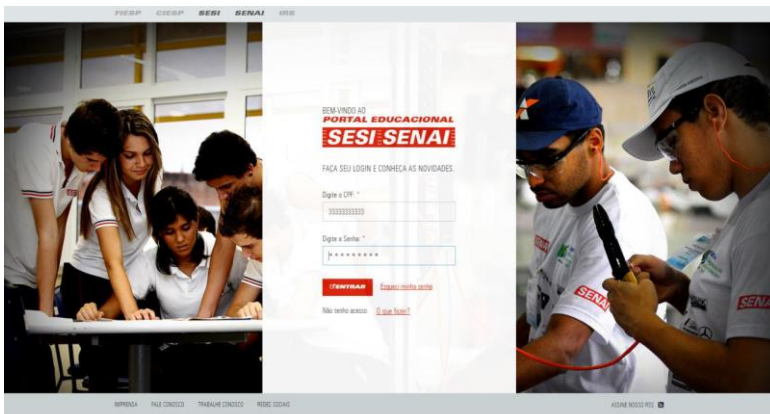 FIESP CIESP SESI SENAI IRS
BEM-VINDO AO
PORTAL EDUCACIONAL
SESI SENAI
FAÇA SEU LOGIN E CONHEÇA AS NOVIDADES.
Digite o CPF: *
33333333333
Digite a Senha: *
*********
ENTRAR Esqueci minha senha
Não tenho acesso. O que fazer?
SENAI
SENAI
IMPRENSA FALE CONOSCO TRABALHE CONOSCO REDES SOCIAIS
ASSINE NOSSO RSS